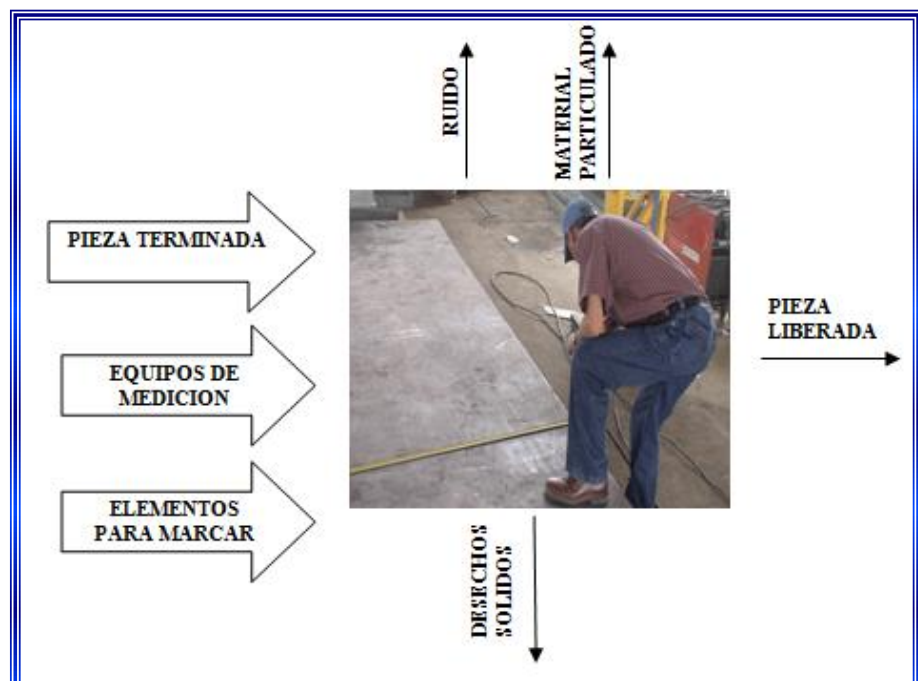 RUIDO
MATERIAL
PARTICULADO
PIEZA TERMINADA
EQUIPOS DE
MEDICION
ELEMENTOS
PARA MARCAR
PIEZA
LIBERADA
DESECHOS
SOLIDOS